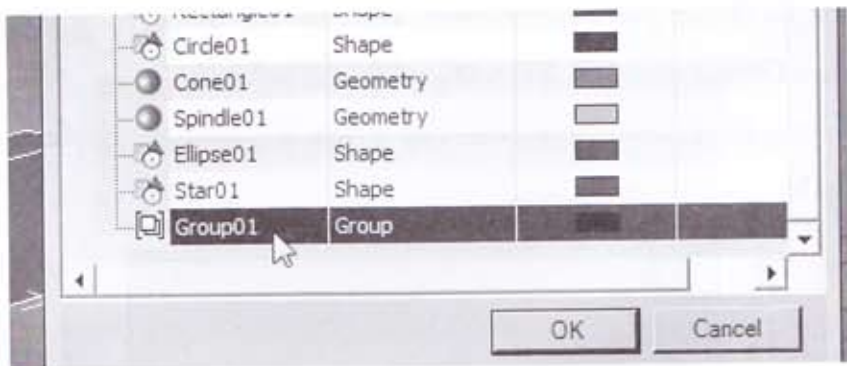 Circle01 Shape
Cone01 Geometry
Spindle01 Geometry
Ellipse01 Shape
Star01 Shape
Group01 Group
OK Cancel